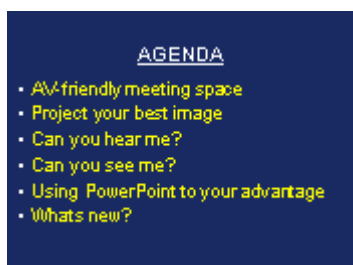 AGENDA
• AV-friendly meeting space
• Project your best image
• Can you hear me?
• Can you see me?
• Using PowerPoint to your advantage
• Whats new?